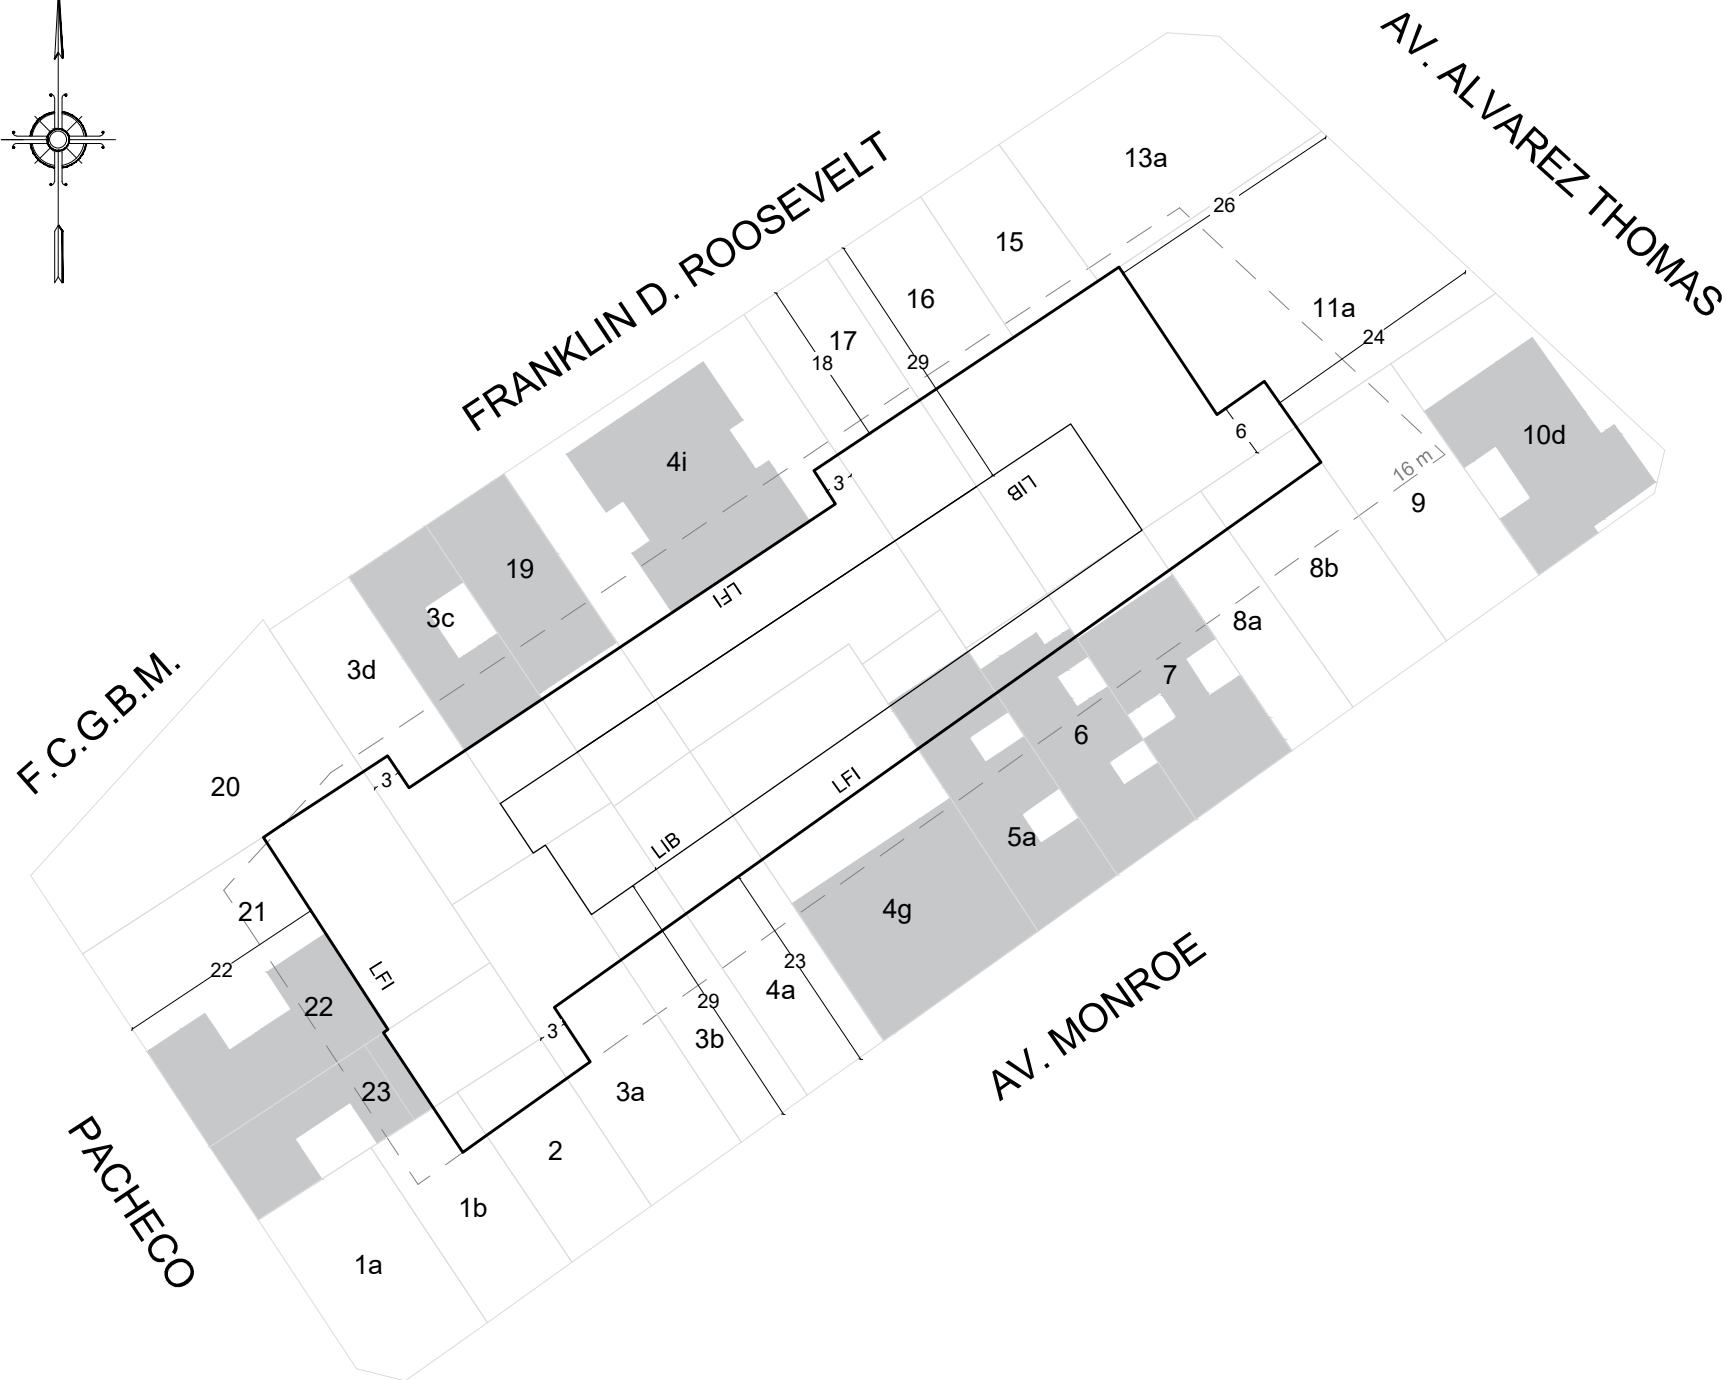 AV. ALVAREZ THOMAS
FRANKLIN D. ROOSEVELT
13a
26
15
16
11a
17
18
29
24
4i
6
10d
3
LIB
16 m
9
19
LFI
8b
3c
8a
3d
7
6
F.C.G.B.M.
20
3
LFI
5a
LIB
21
4g
22
LFI
23
4a
22
29
3
3b
AV. MONROE
23
3a
2
PACHECO
1b
1a